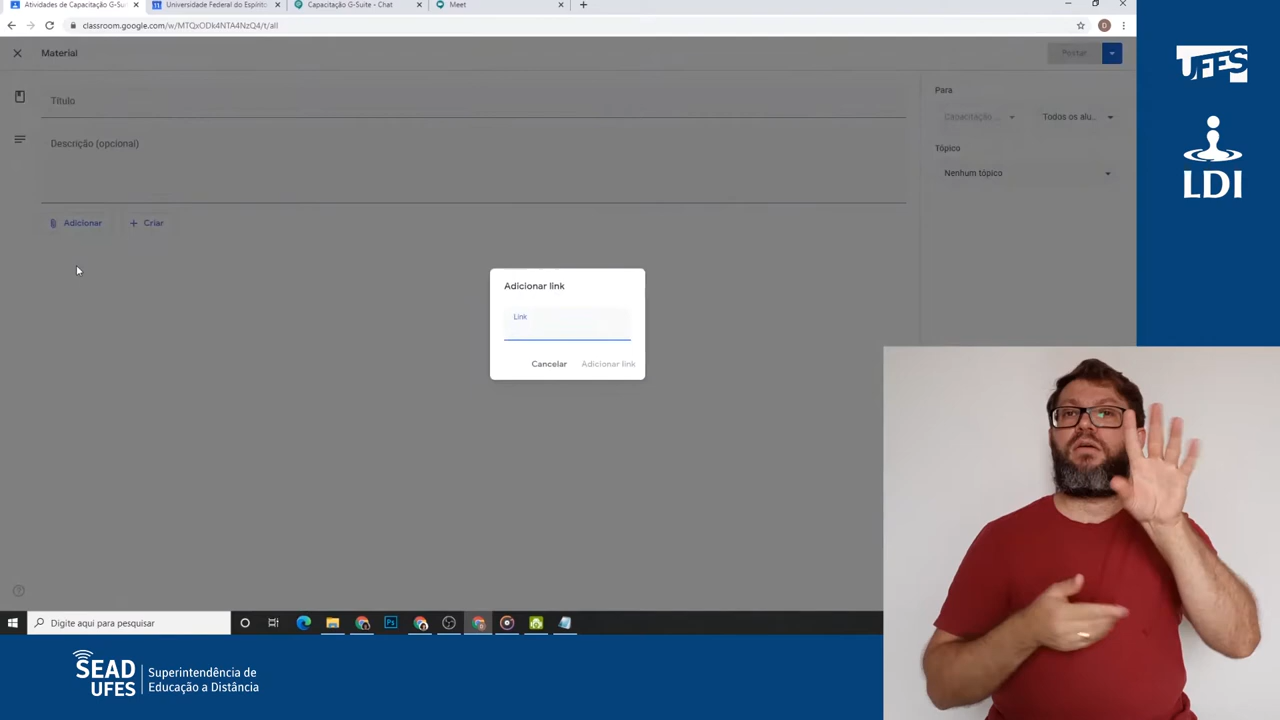 Atividades de Capacitação G-Sui
Universidade Federal do Espírito
Capacitação G-Suite - Chat
Meet
classroom.google.com/w/MTQxODk4NTA4NzQ4/t/all
Material
Postar
Título
Para
Capacitação ...
Todos os alu..
Descrição (opcional)
Tópico
Nenhum tópico
Adicionar
Criar
Adicionar link
Link
Cancelar
Adicionar link
Digite aqui para pesquisar
Ps
UFES
LDI
SEAD
UFES
Superintendência de
Educação a Distância